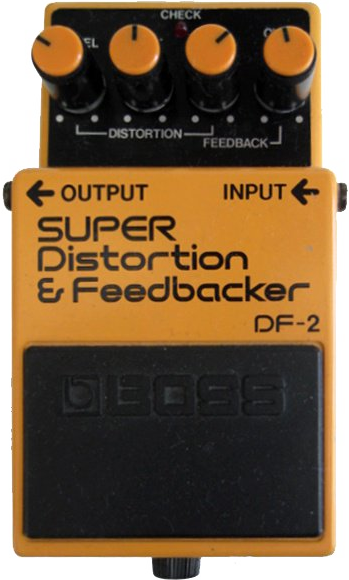 CHECK
DISTORTION
FEEDBACK
OUTPUT INPUT
SUPER
Distortion
& Feedbacker
DF-2
BOSS